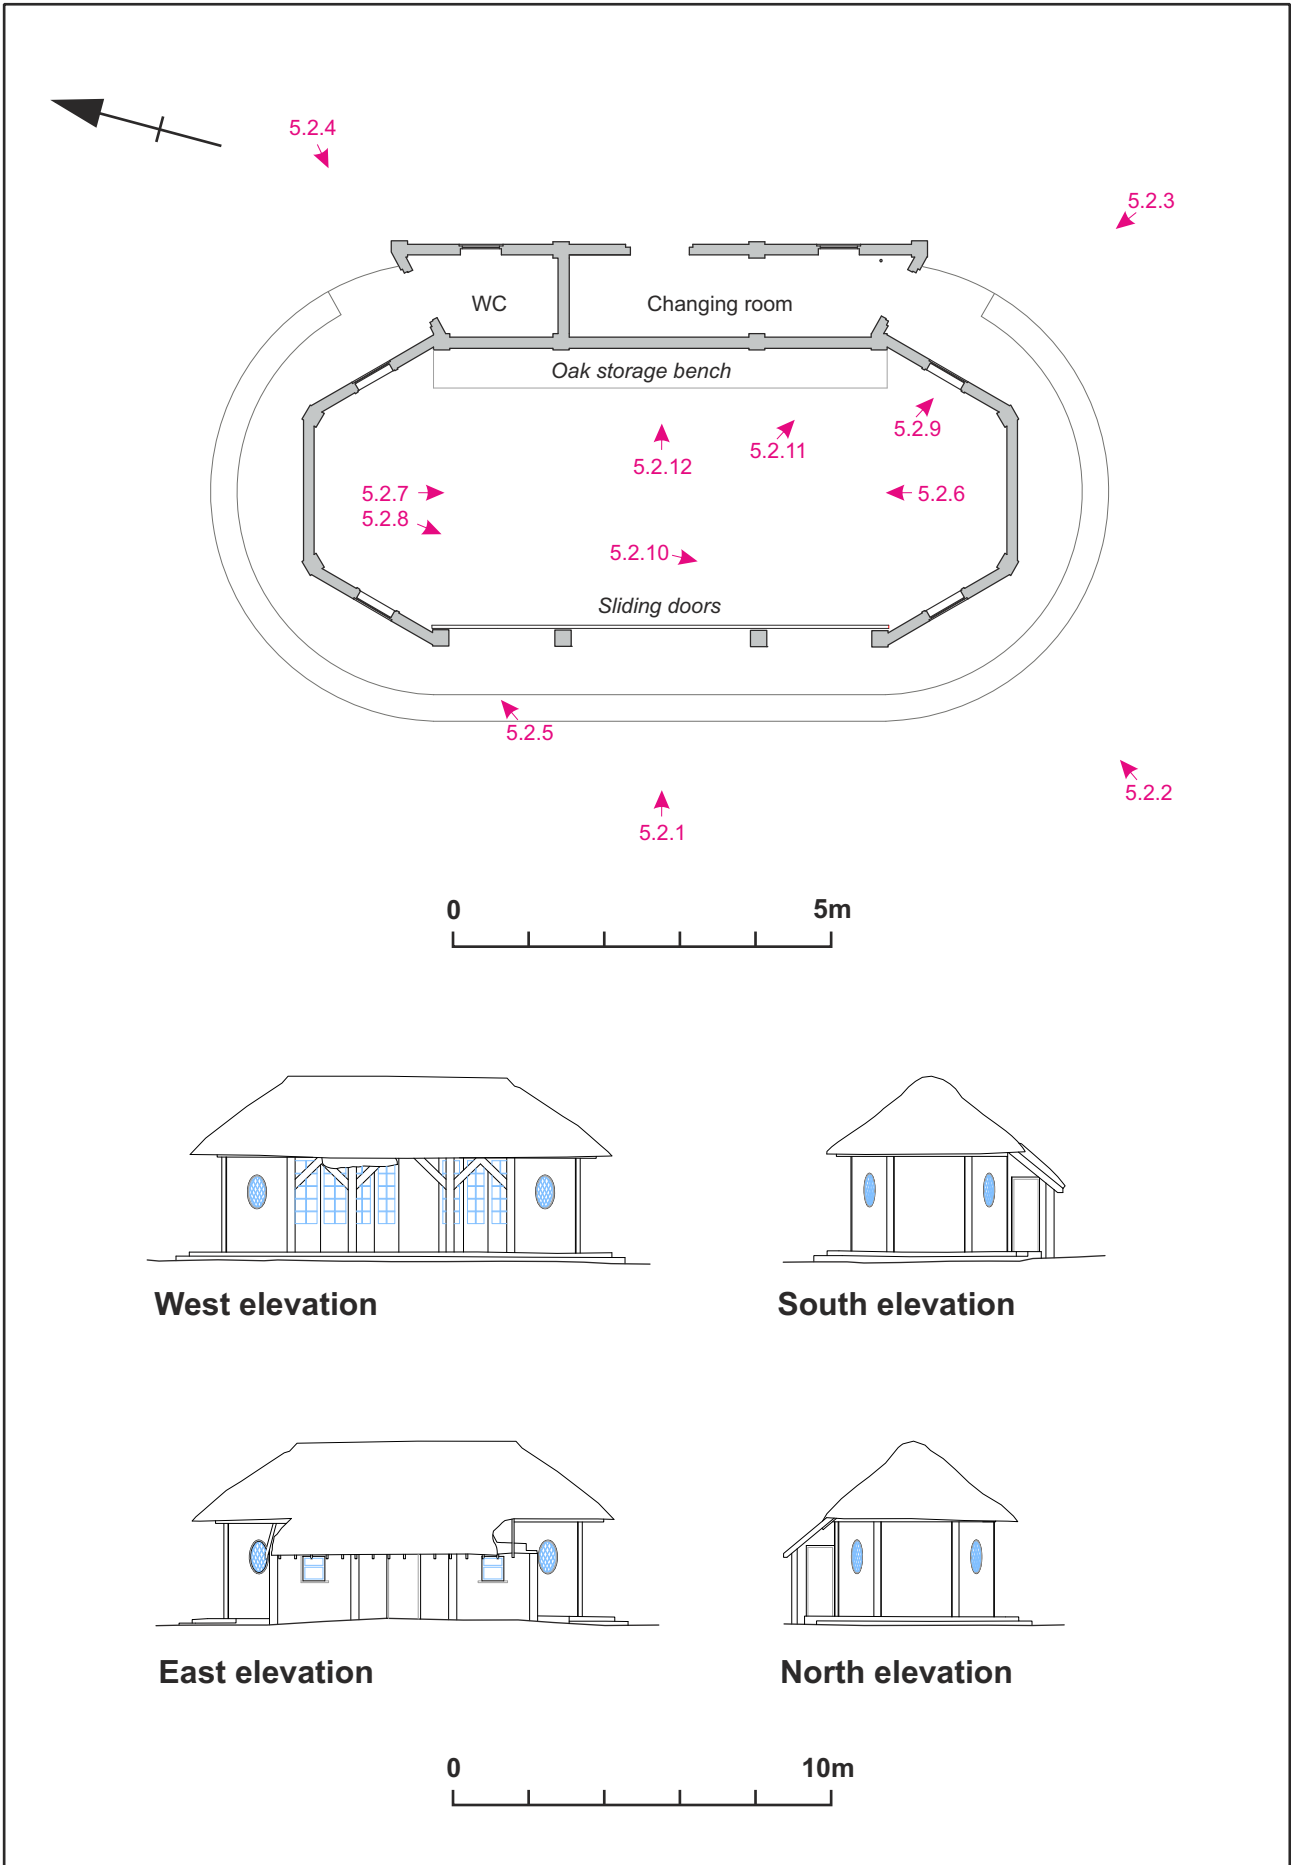 5.2.4
5.2.3
WC
Changing room
Oak storage bench
5.2.9
5.2.11
5.2.12
5.2.7
5.2.6
5.2.8
5.2.10
Sliding doors
5.2.5
5.2.2
5.2.1
0 5m
West elevation
South elevation
East elevation
North elevation
0 10m